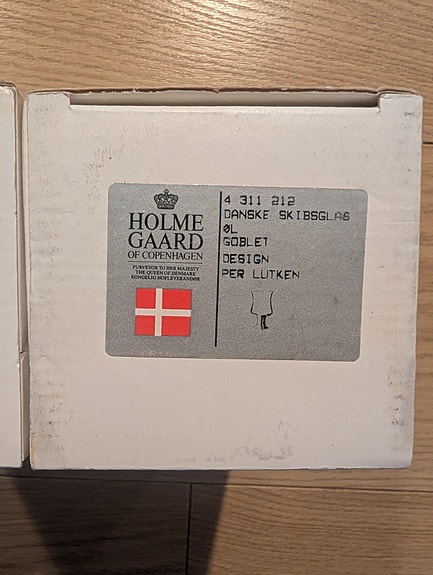 HOLME
GAARD
OF COPENHAGEN
PURVEYOR TO HER MAJESTY
THE QUEEN OF DENMARK
KONGELIG HOFLEVERANDØR
4 311 212
DANSKE SKIBSGLAS
ØL
GOBLET
DESIGN
PER LUTKEN